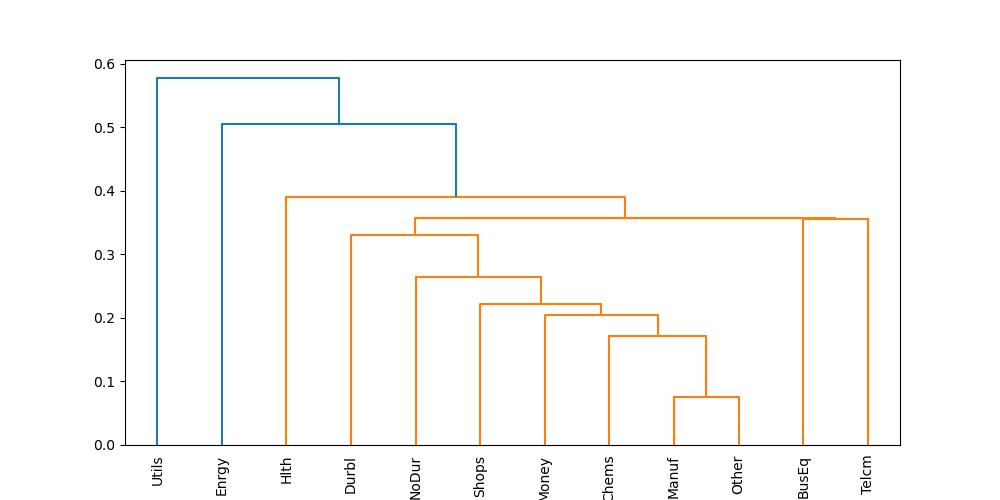 0.6
0.5
0.4
0.3
0.2
0.1
0.0
Utils
Enrgy
Hlth
Durbl
NoDur
Shops
Money
Chems
Manuf
Other
BusEq
Telcm